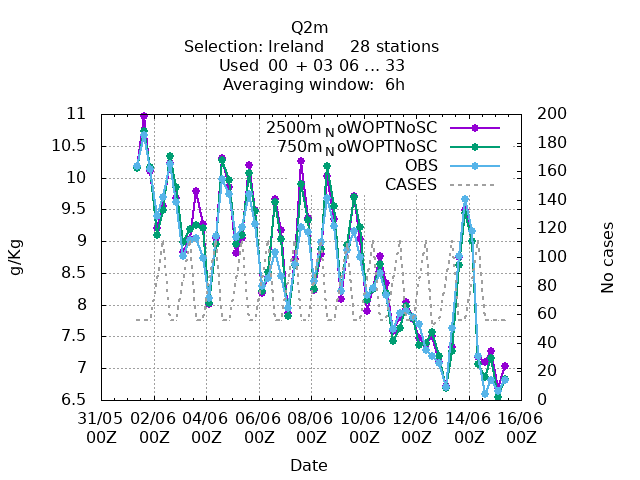 Q2m
Selection: Ireland 28 stations
Used 00 + 03 06 ... 33
Averaging window: 6h
2500m_NoWOPTNoSC
750m_NoWOPTNoSC
OBS
CASES
g/Kg
11
10.5
10
9.5
9
8.5
8
7.5
7
6.5
200
180
160
140
120
100
80
60
40
20
0
No cases
31/05 02/06 04/06 06/06 08/06 10/06 12/06 14/06 16/06
00Z 00Z 00Z 00Z 00Z 00Z 00Z 00Z 00Z
Date